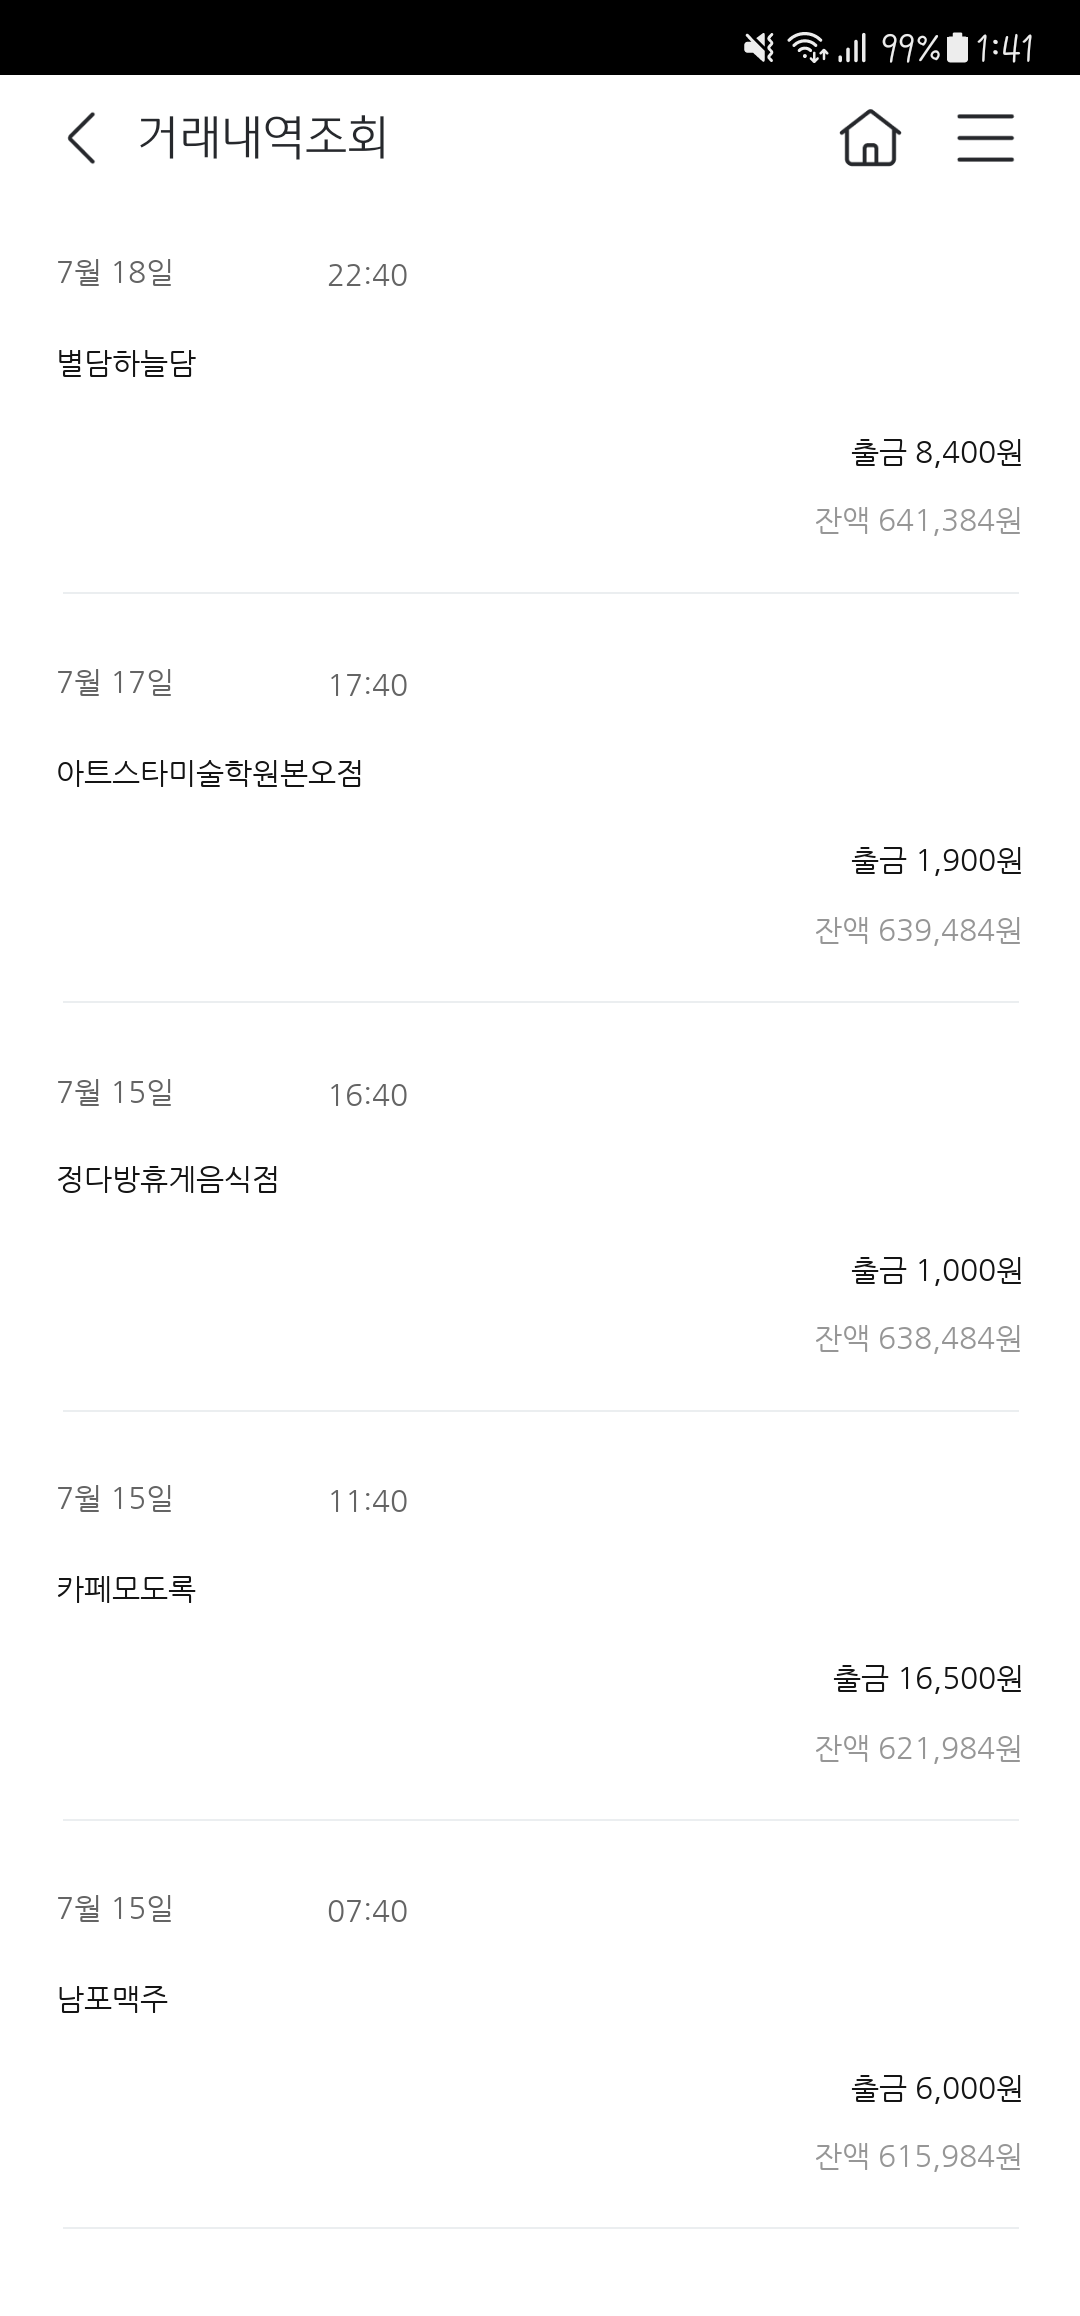 99% 1:41
거래내역조회
7월 18일 22:40
별담하늘담
출금 8,400원
잔액 641,384원
7월 17일 17:40
아트스타미술학원본오점
출금 1,900원
잔액 639,484원
7월 15일 16:40
정다방휴게음식점
출금 1,000원
잔액 638,484원
7월 15일 11:40
카페모도록
출금 16,500원
잔액 621,984원
7월 15일 07:40
남포맥주
출금 6,000원
잔액 615,984원